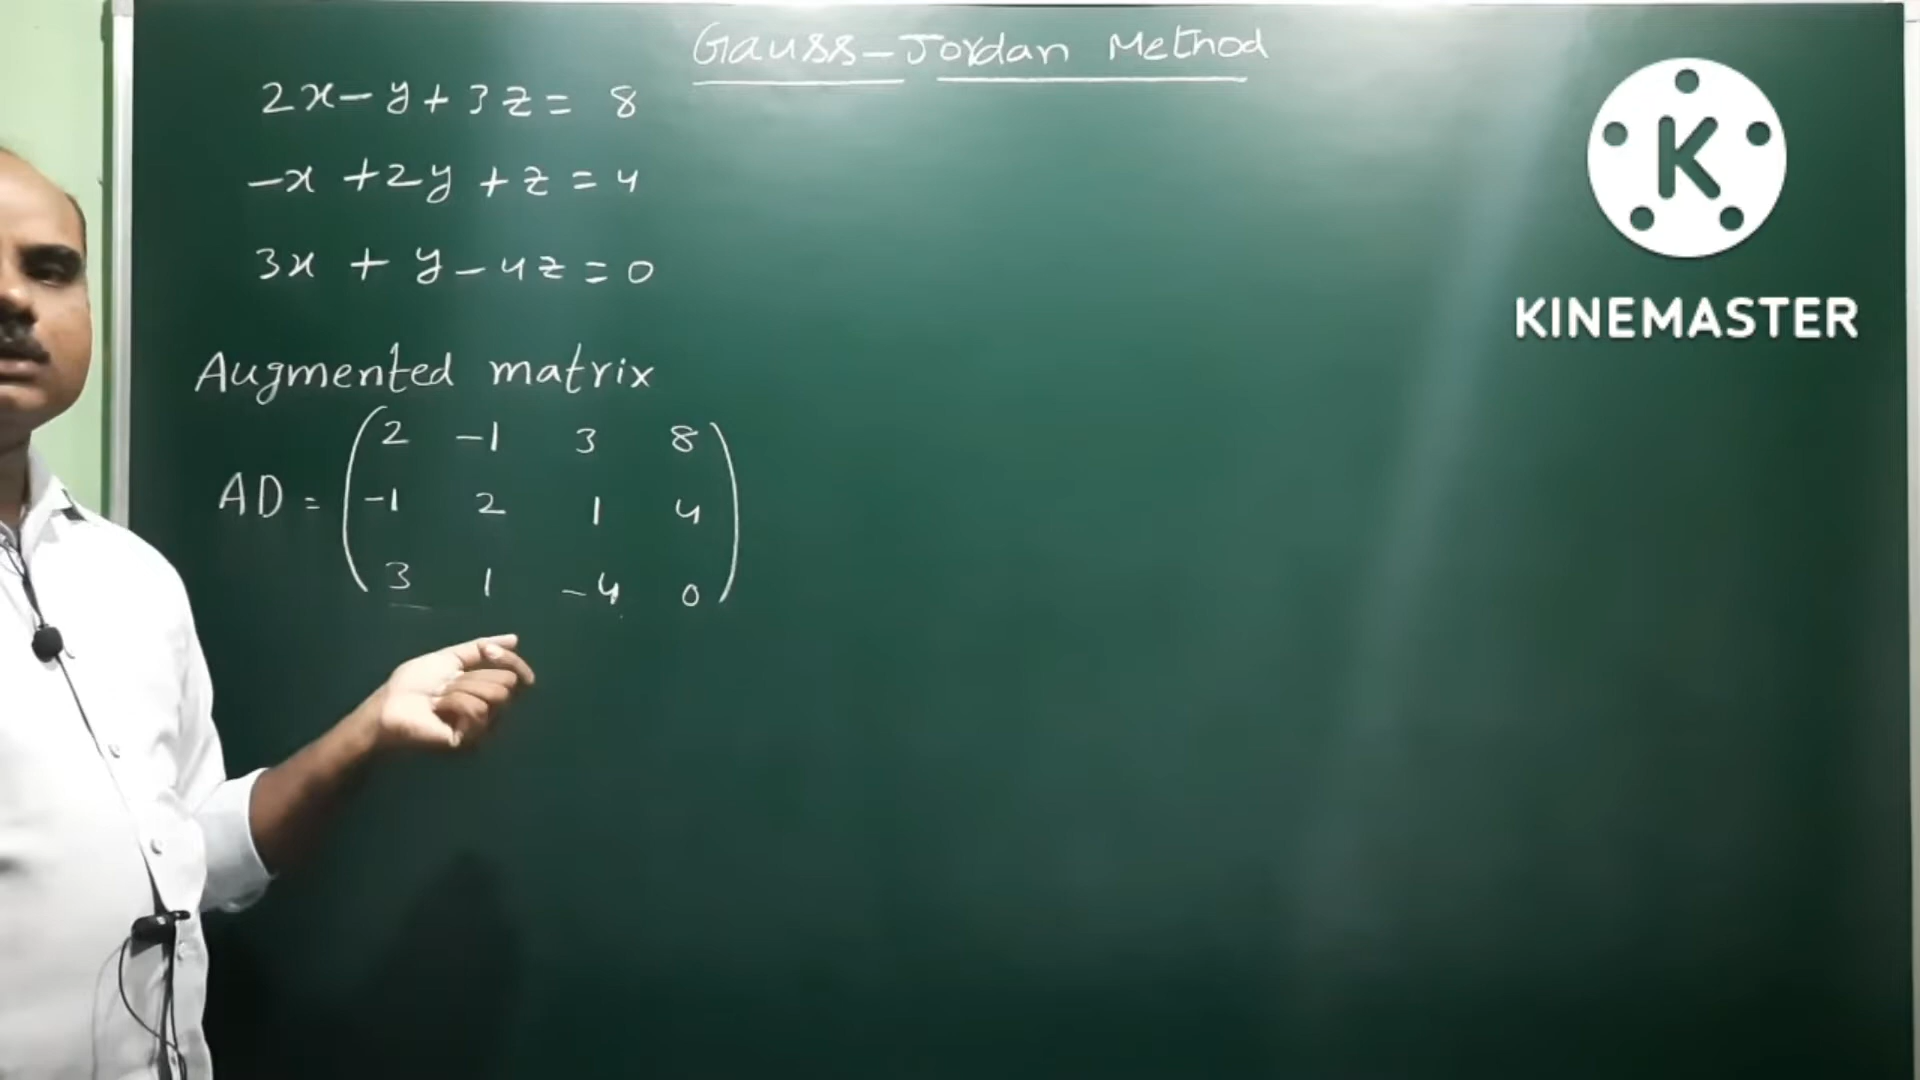 Gauss-Jordan Method
2x - y + 3z = 8
-x + 2y + z = 4
3x + y - 4z = 0
Augmented matrix
2 -1 3 8
AD = -1 2 1 4
3 1 -4 0
K
KINEMASTER